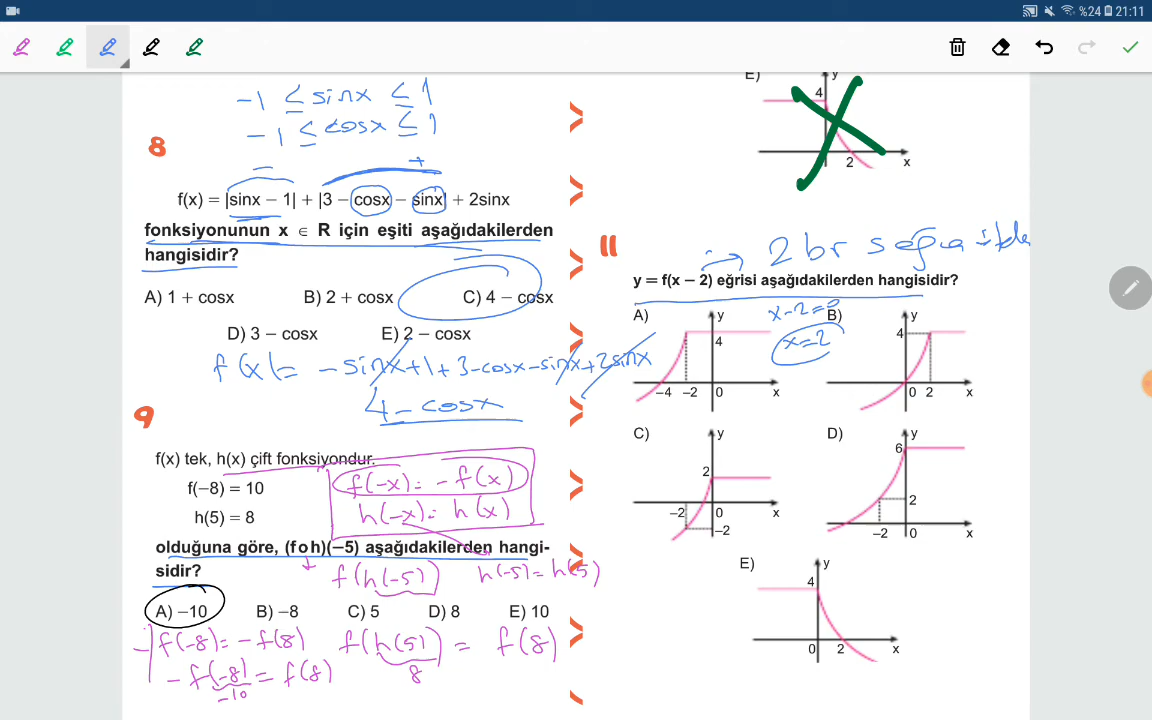 %24 21:11
-1 ≤ sinx ≤ 1
-1 ≤ cosx ≤ 1
8
- +
f(x) = |sinx − 1| + |3 − cosx − sinx| + 2sinx
fonksiyonunun x ∈ R için eşiti aşağıdakilerden
hangisidir?
A) 1 + cosx B) 2 + cosx C) 4 − cosx
D) 3 − cosx E) 2 − cosx
f(x)= -sinx+1+3-cosx-sinx+2sinx
4-cosx
9
f(x) tek, h(x) çift fonksiyondur.
f(−8) = 10
h(5) = 8
f(-x)= -f(x)
h(-x)= h(x)
olduğuna göre, (f o h)(−5) aşağıdakilerden hangi-
sidir?
f(h(-5)) h(-5)=h(5)
A) −10 B) −8 C) 5 D) 8 E) 10
-f(-8)= -f(8) f(h(5)) = f(8)
8
-f(-8) = f(8)
-10
E)
y
4
2
x
11
2 br sağa
y = f(x − 2) eğrisi aşağıdakilerden hangisidir?
x-2=0
x=2
A)
y
4
−4 −2 0 x
B)
y
4
0 2 x
C)
y
2
−2 0 x
−2
D)
y
6
2
−2 0 x
E)
y
4
0 2 x